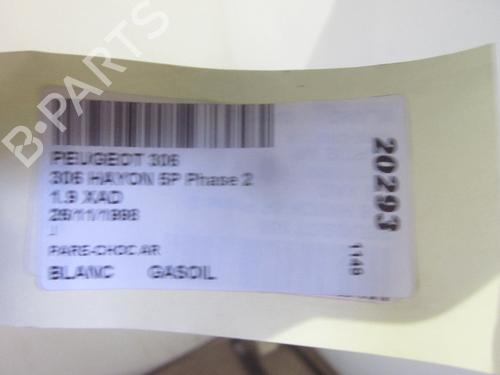 B-PARTS
PEUGEOT 306
306 HAYON 5P Phase 2
1.9 XAD
26/11/1998
J
PARE-CHOC AR
BLANC GASOIL
20293
1148